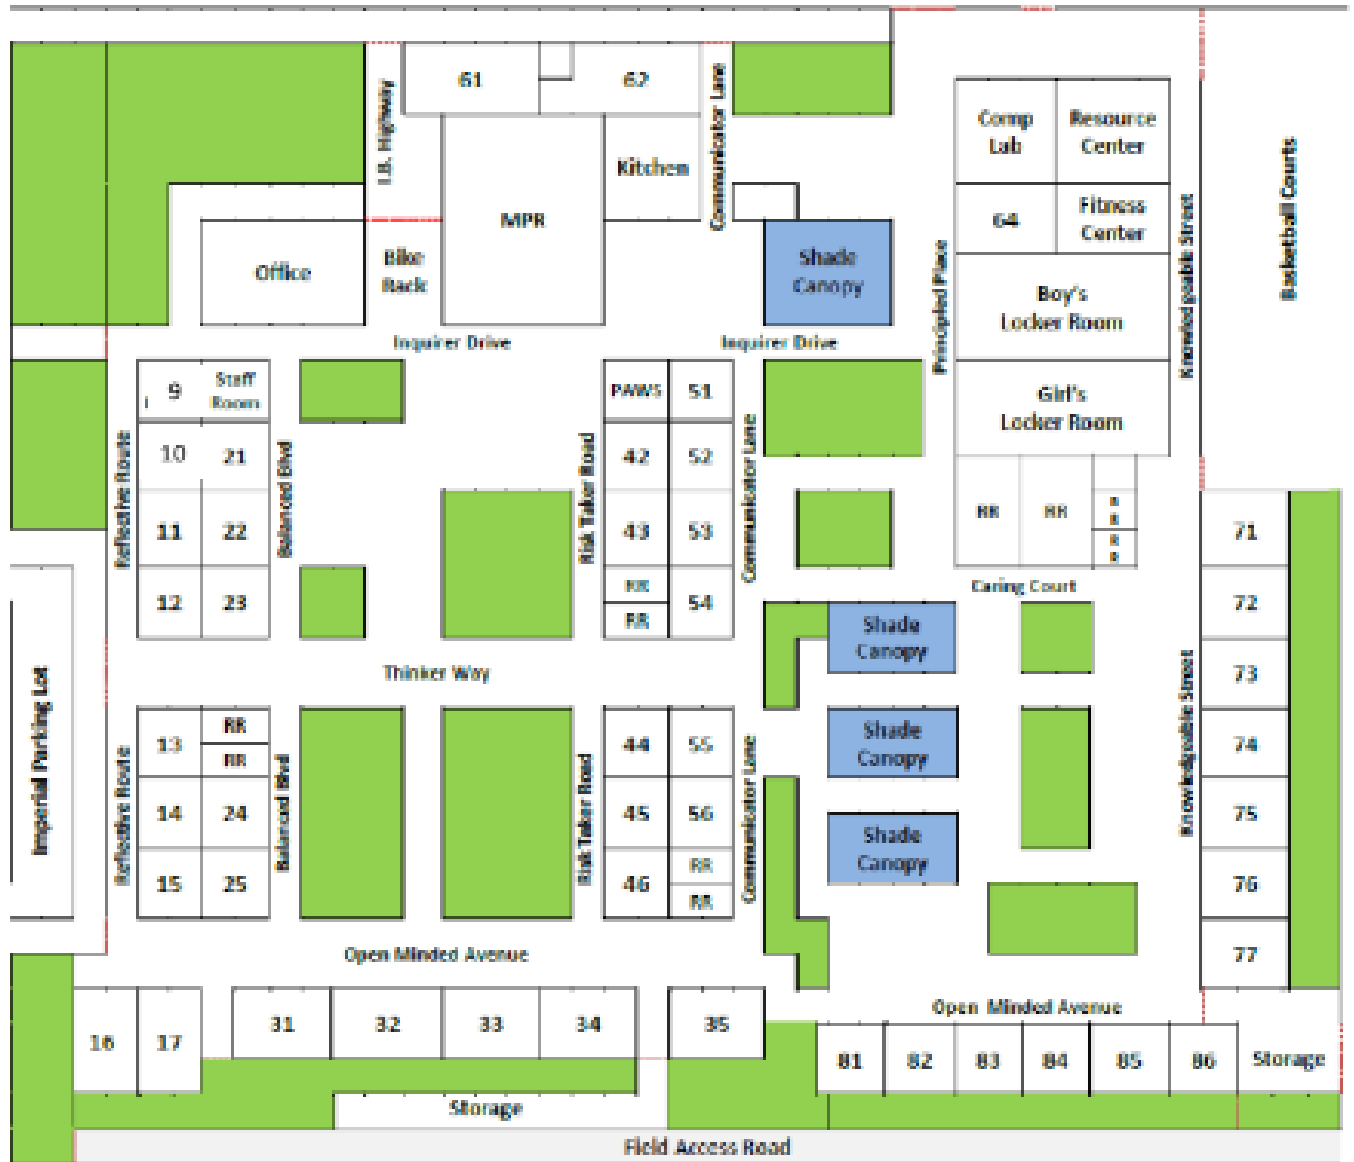 61
62
I.B. Highway
Communicator Lane
Kitchen
MPR
Office
Bike
Rack
Shade
Canopy
Comp
Lab
Resource
Center
64
Fitness
Center
Boy's
Locker Room
Girl's
Locker Room
Principled Place
Knowledgeable Street
Basketball Courts
Inquirer Drive
Inquirer Drive
9
Staff
Room
10
21
11
22
12
23
Reflective Route
Balanced Blvd
Risk Taker Road
PAWS
51
42
52
43
53
RR
RR
54
Communicator Lane
RR
RR
R
R
R
R
Caring Court
71
72
73
74
75
76
77
Knowledgeable Street
Shade
Canopy
Shade
Canopy
Shade
Canopy
Thinker Way
Imperial Parking Lot
Reflective Route
13
RR
RR
14
24
15
25
Balanced Blvd
Risk Taker Road
44
55
45
56
46
RR
RR
Communicator Lane
Open Minded Avenue
Open Minded Avenue
16
17
31
32
33
34
35
81
82
83
84
85
86
Storage
Storage
Field Access Road